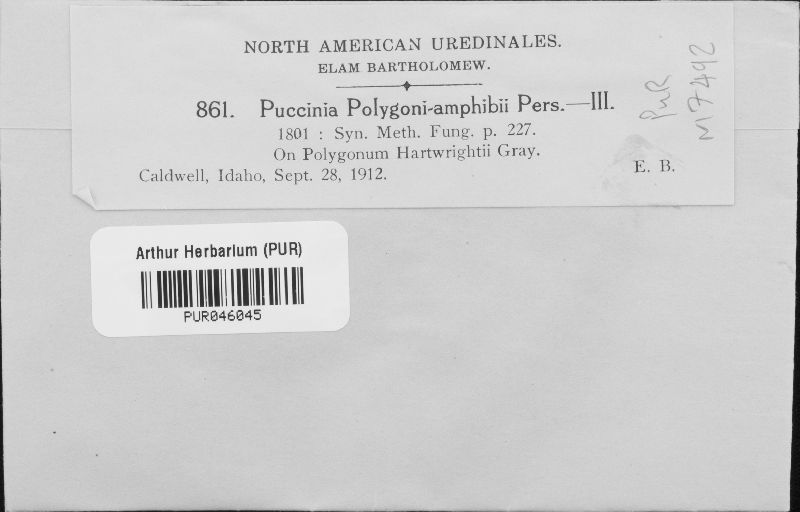 NORTH AMERICAN UREDINALES.
ELAM BARTHOLOMEW.
861. Puccinia Polygoni-amphibii Pers.—III.
1801 : Syn. Meth. Fung. p. 227.
On Polygonum Hartwrightii Gray.
Caldwell, Idaho, Sept. 28, 1912.
E. B.
PUR
M7492
Arthur Herbarium (PUR)
PUR046045